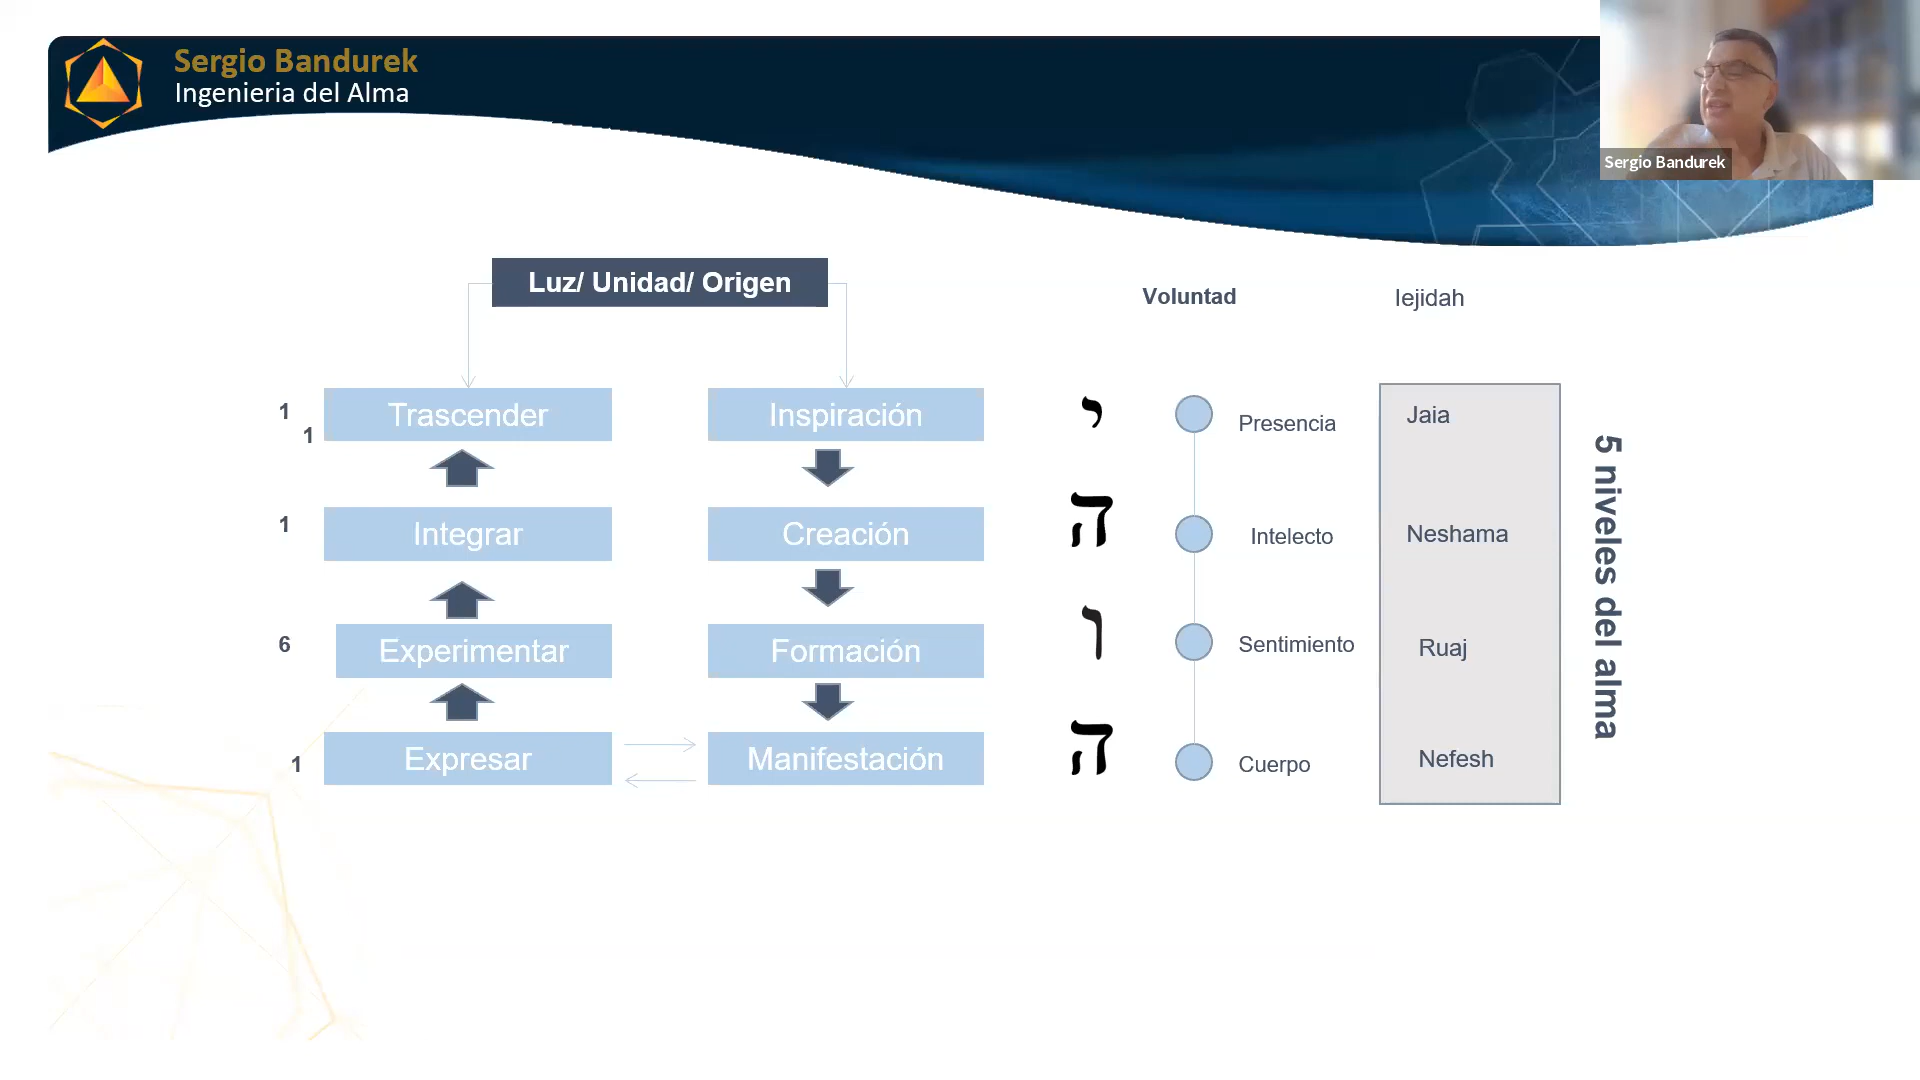 Sergio Bandurek
Ingenieria del Alma
Sergio Bandurek
Luz/ Unidad/ Origen
Voluntad
Iejidah
1
1
Trascender
Inspiración
י
Presencia
Jaia
1
Integrar
Creación
ה
Intelecto
Neshama
6
Experimentar
Formación
ו
Sentimiento
Ruaj
1
Expresar
Manifestación
ה
Cuerpo
Nefesh
5 niveles del alma